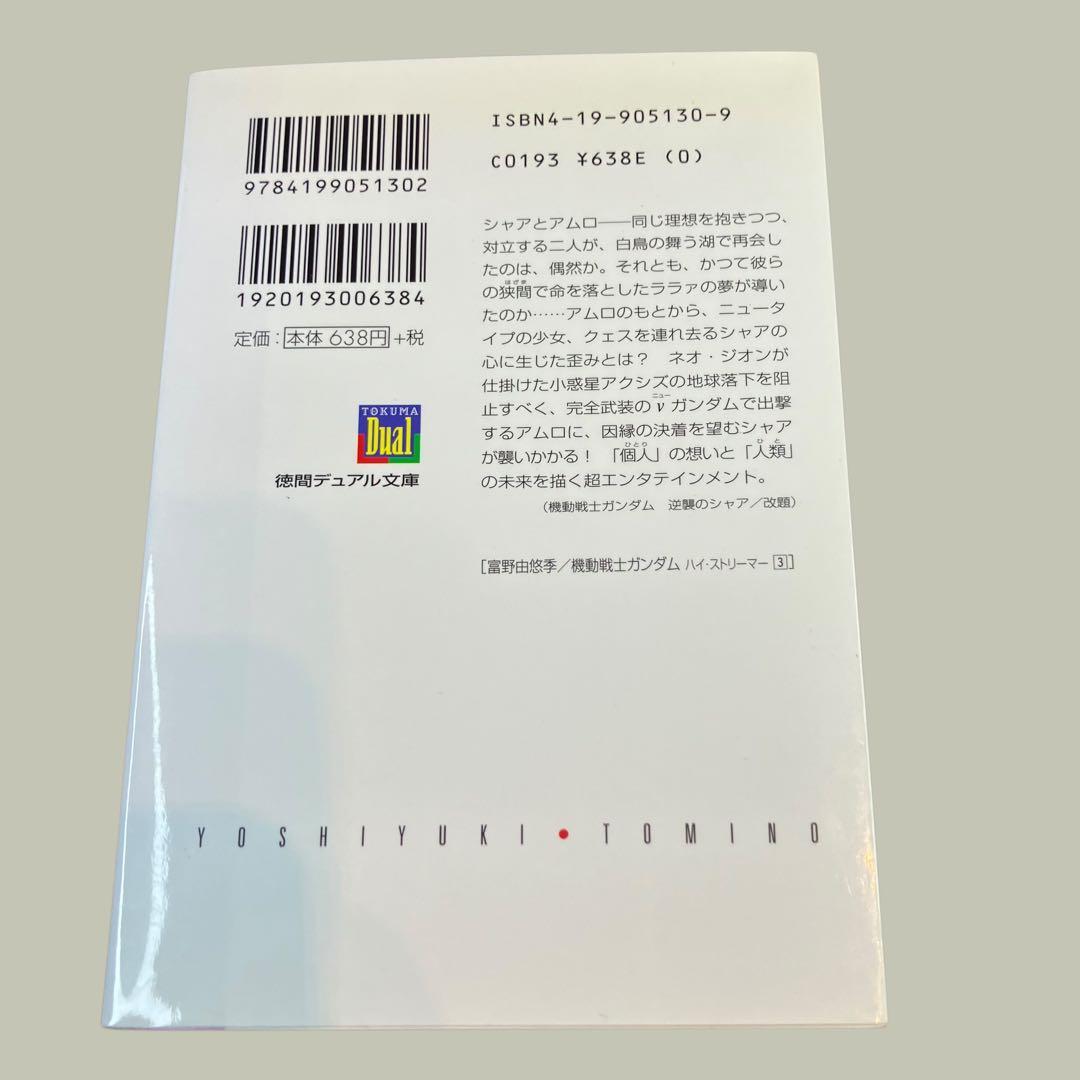 ISBN4-19-905130-9
C0193 ¥638E (0)
9784199051302
1920193006384
定価：本体 638円+税
TOKUMA
Dual
徳間デュアル文庫
シャアとアムロ――同じ理想を抱きつつ、
対立する二人が、白鳥の舞う湖で再会し
たのは、偶然か。それとも、かつて彼ら
の狭間で命を落としたララァの夢が導い
たのか……アムロのもとから、ニュータ
イプの少女、クェスを連れ去るシャアの
心に生じた歪みとは？　ネオ・ジオンが
仕掛けた小惑星アクシズの地球落下を阻
止すべく、完全武装のνガンダムで出撃
するアムロに、因縁の決着を望むシャア
が襲いかかる！　「個人」の想いと「人類」
の未来を描く超エンタテインメント。
（機動戦士ガンダム　逆襲のシャア／改題）
［富野由悠季／機動戦士ガンダム ハイ・ストリーマー 3］
YOSHIYUKI・TOMINO